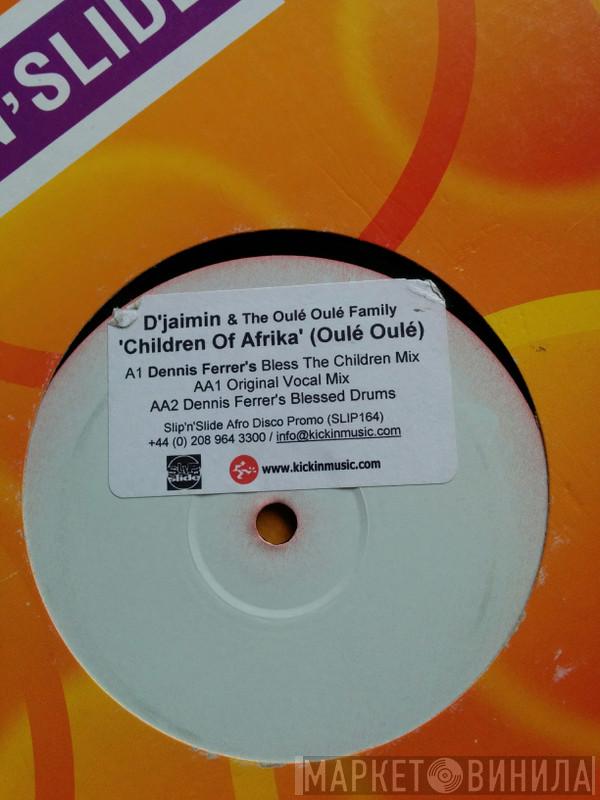 'SLIDE
D'jaimin & The Oulé Oulé Family
'Children Of Afrika' (Oulé Oulé)
A1 Dennis Ferrer's Bless The Children Mix
AA1 Original Vocal Mix
AA2 Dennis Ferrer's Blessed Drums
Slip'n'Slide Afro Disco Promo (SLIP164)
+44 (0) 208 964 3300 / info@kickinmusic.com
slip
slide
www.kickinmusic.com
МАРКЕТ ВИНИЛА